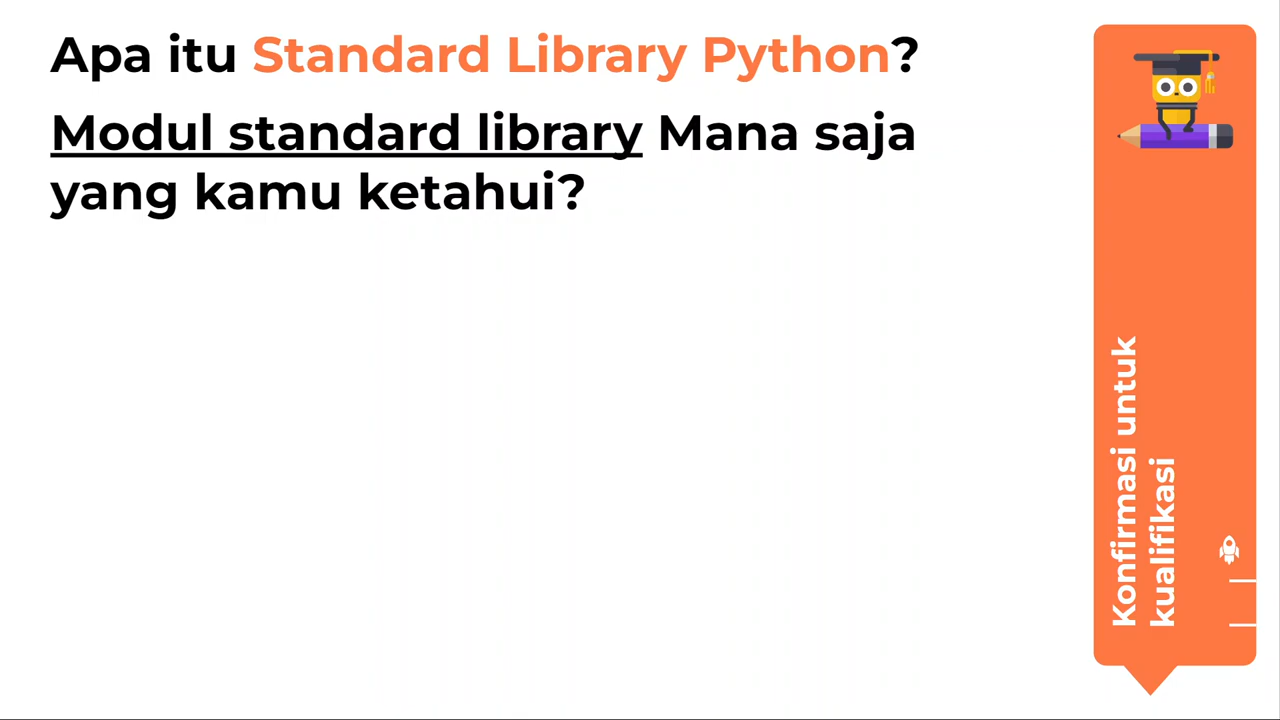 Apa itu Standard Library Python?
Modul standard library Mana saja
yang kamu ketahui?
Konfirmasi untuk
kualifikasi